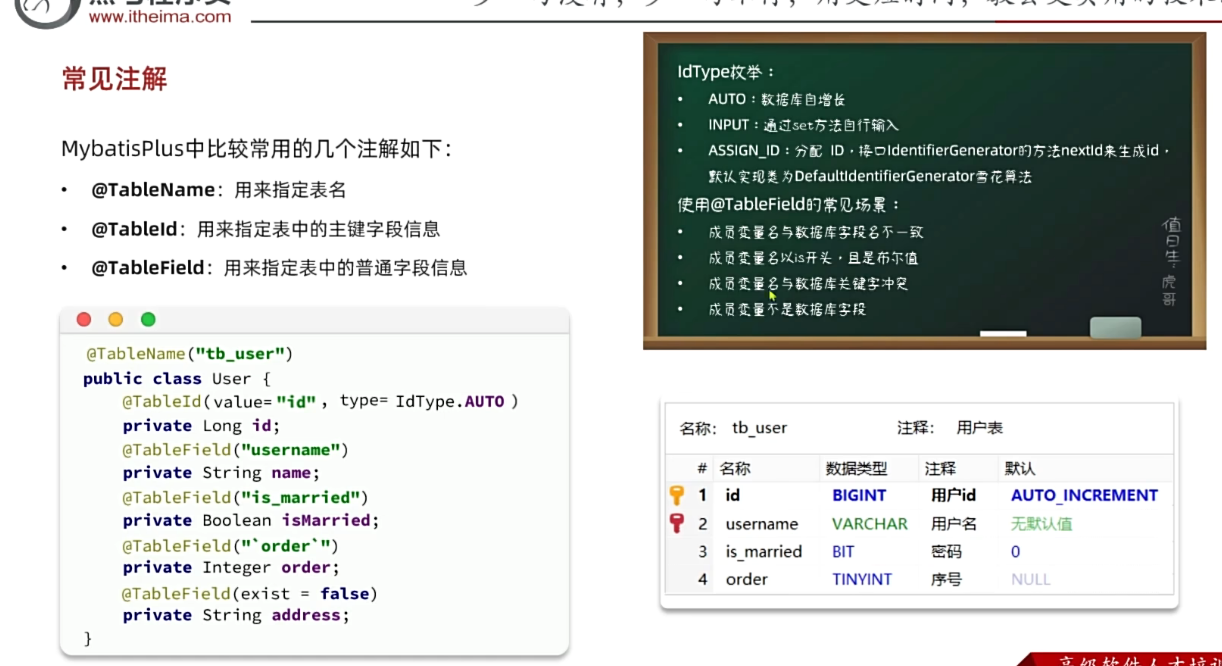 www.itheima.com
常见注解
MybatisPlus中比较常用的几个注解如下：
• @TableName：用来指定表名
• @TableId：用来指定表中的主键字段信息
• @TableField：用来指定表中的普通字段信息
@TableName("tb_user")
public class User {
@TableId(value="id", type= IdType.AUTO )
private Long id;
@TableField("username")
private String name;
@TableField("is_married")
private Boolean isMarried;
@TableField("`order`")
private Integer order;
@TableField(exist = false)
private String address;
}
IdType枚举：
• AUTO：数据库自增长
• INPUT：通过set方法自行输入
• ASSIGN_ID：分配 ID，接口IdentifierGenerator的方法nextId来生成id，
默认实现类为DefaultIdentifierGenerator雪花算法
使用@TableField的常见场景：
• 成员变量名与数据库字段名不一致
• 成员变量名以is开头，且是布尔值
• 成员变量名与数据库关键字冲突
• 成员变量不是数据库字段
值日生：虎哥
名称： tb_user 注释： 用户表
# 名称 数据类型 注释 默认
1 id BIGINT 用户id AUTO_INCREMENT
2 username VARCHAR 用户名 无默认值
3 is_married BIT 密码 0
4 order TINYINT 序号 NULL